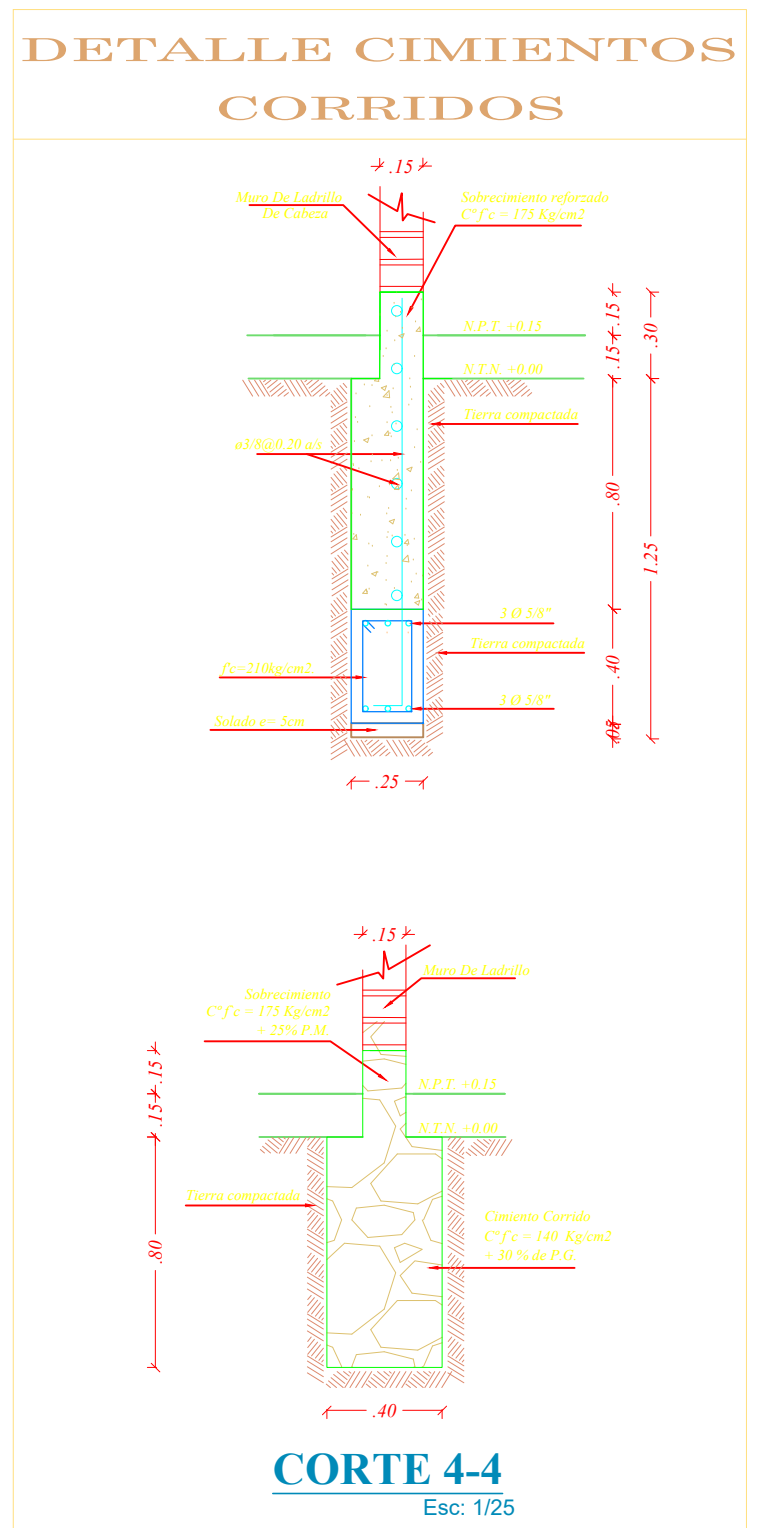 DETALLE CIMIENTOS
CORRIDOS
.15
Muro De Ladrillo
De Cabeza
Sobrecimiento reforzado
C° f'c = 175 Kg/cm2
.15
.30
N.P.T. +0.15
.15
N.T.N. +0.00
Tierra compactada
ø3/8@0.20 a/s.
.80
1.25
3 Ø 5/8"
Tierra compactada
.40
f'c=210kg/cm2.
3 Ø 5/8"
Solado e= 5cm
.05
.25
.15
Muro De Ladrillo
Sobrecimiento
C° f'c = 175 Kg/cm2
+ 25% P.M.
.15
N.P.T. +0.15
.15
N.T.N. +0.00
Tierra compactada
Cimiento Corrido
C° f'c = 140 Kg/cm2
+ 30 % de P.G.
.80
.40
CORTE 4-4
Esc: 1/25